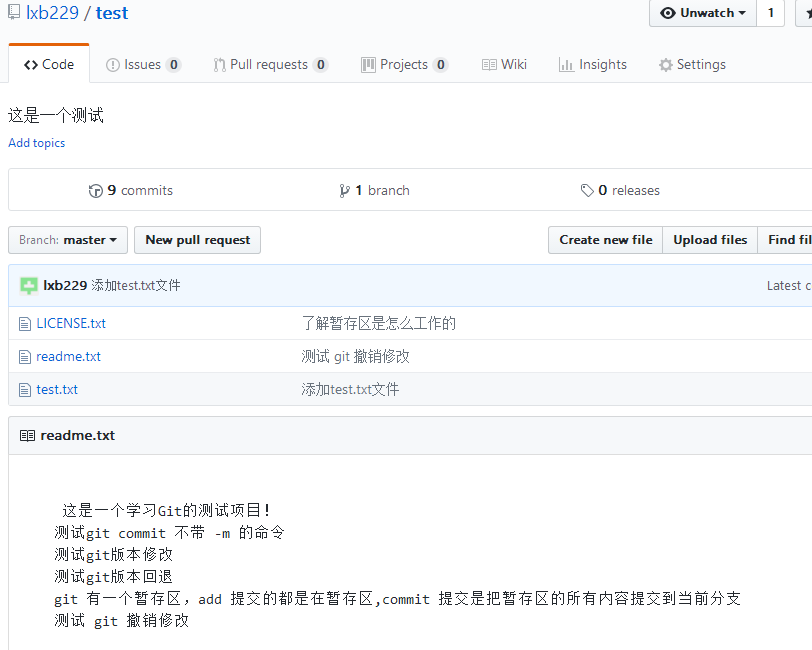 lxb229 / test
Unwatch 1
Code Issues 0 Pull requests 0 Projects 0 Wiki Insights Settings
这是一个测试
Add topics
9 commits 1 branch 0 releases
Branch: master New pull request Create new file Upload files Find fil
lxb229 添加test.txt文件 Latest c
LICENSE.txt 了解暂存区是怎么工作的
readme.txt 测试 git 撤销修改
test.txt 添加test.txt文件
readme.txt
这是一个学习Git的测试项目!
测试git commit 不带 -m 的命令
测试git版本修改
测试git版本回退
git 有一个暂存区，add 提交的都是在暂存区,commit 提交是把暂存区的所有内容提交到当前分支
测试 git 撤销修改